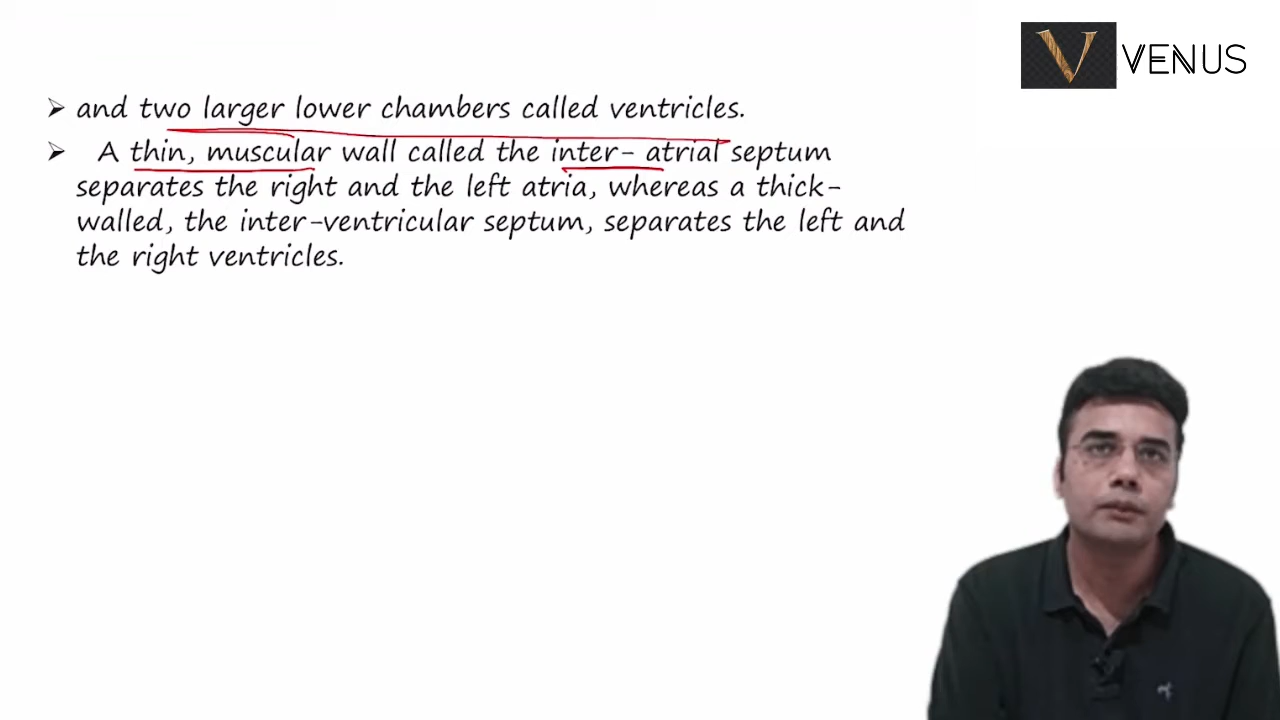 V VENUS
➢ and two larger lower chambers called ventricles.
➢ A thin, muscular wall called the inter- atrial septum
separates the right and the left atria, whereas a thick-
walled, the inter-ventricular septum, separates the left and
the right ventricles.